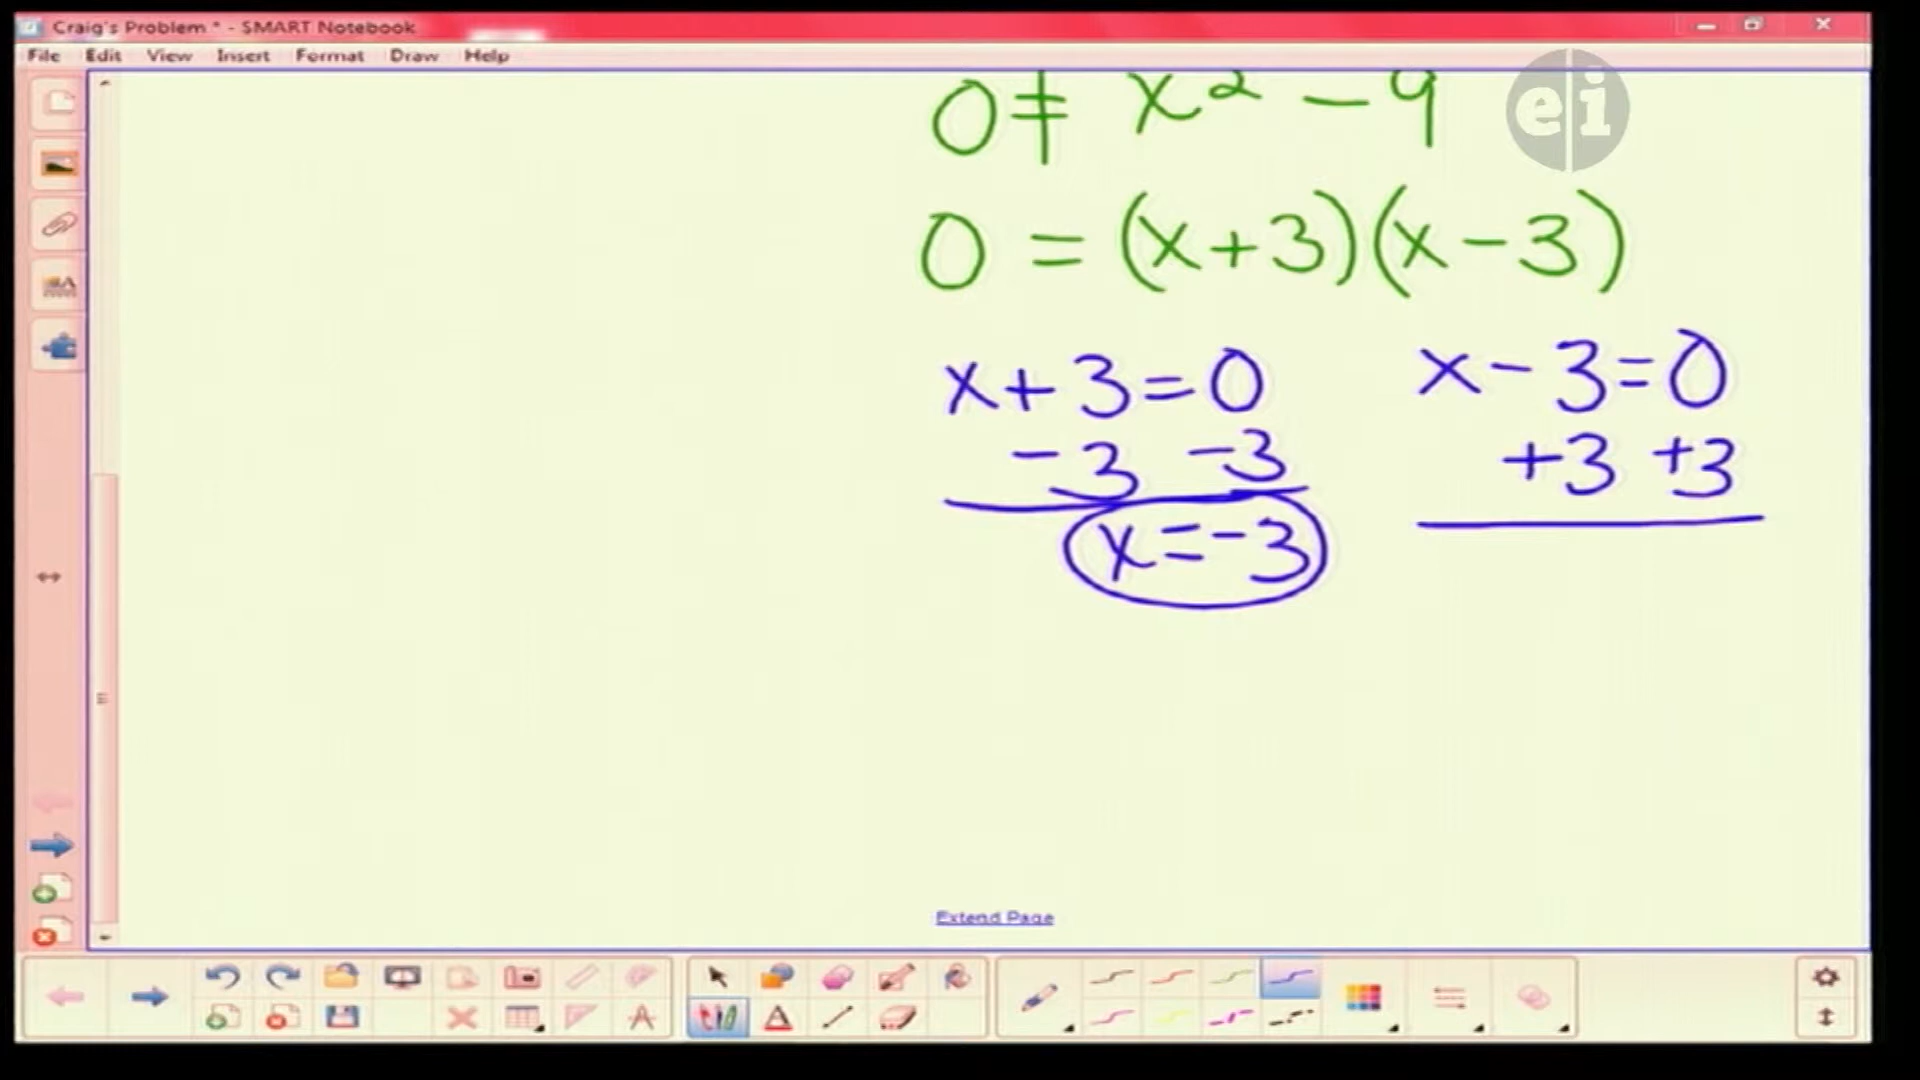 Craig's Problem * - SMART Notebook
File Edit View Insert Format Draw Help
ei
0 ≠ x² - 9
0 = (x+3)(x-3)
x+3=0 x-3=0
-3 -3 +3 +3
x=-3
Extend Page